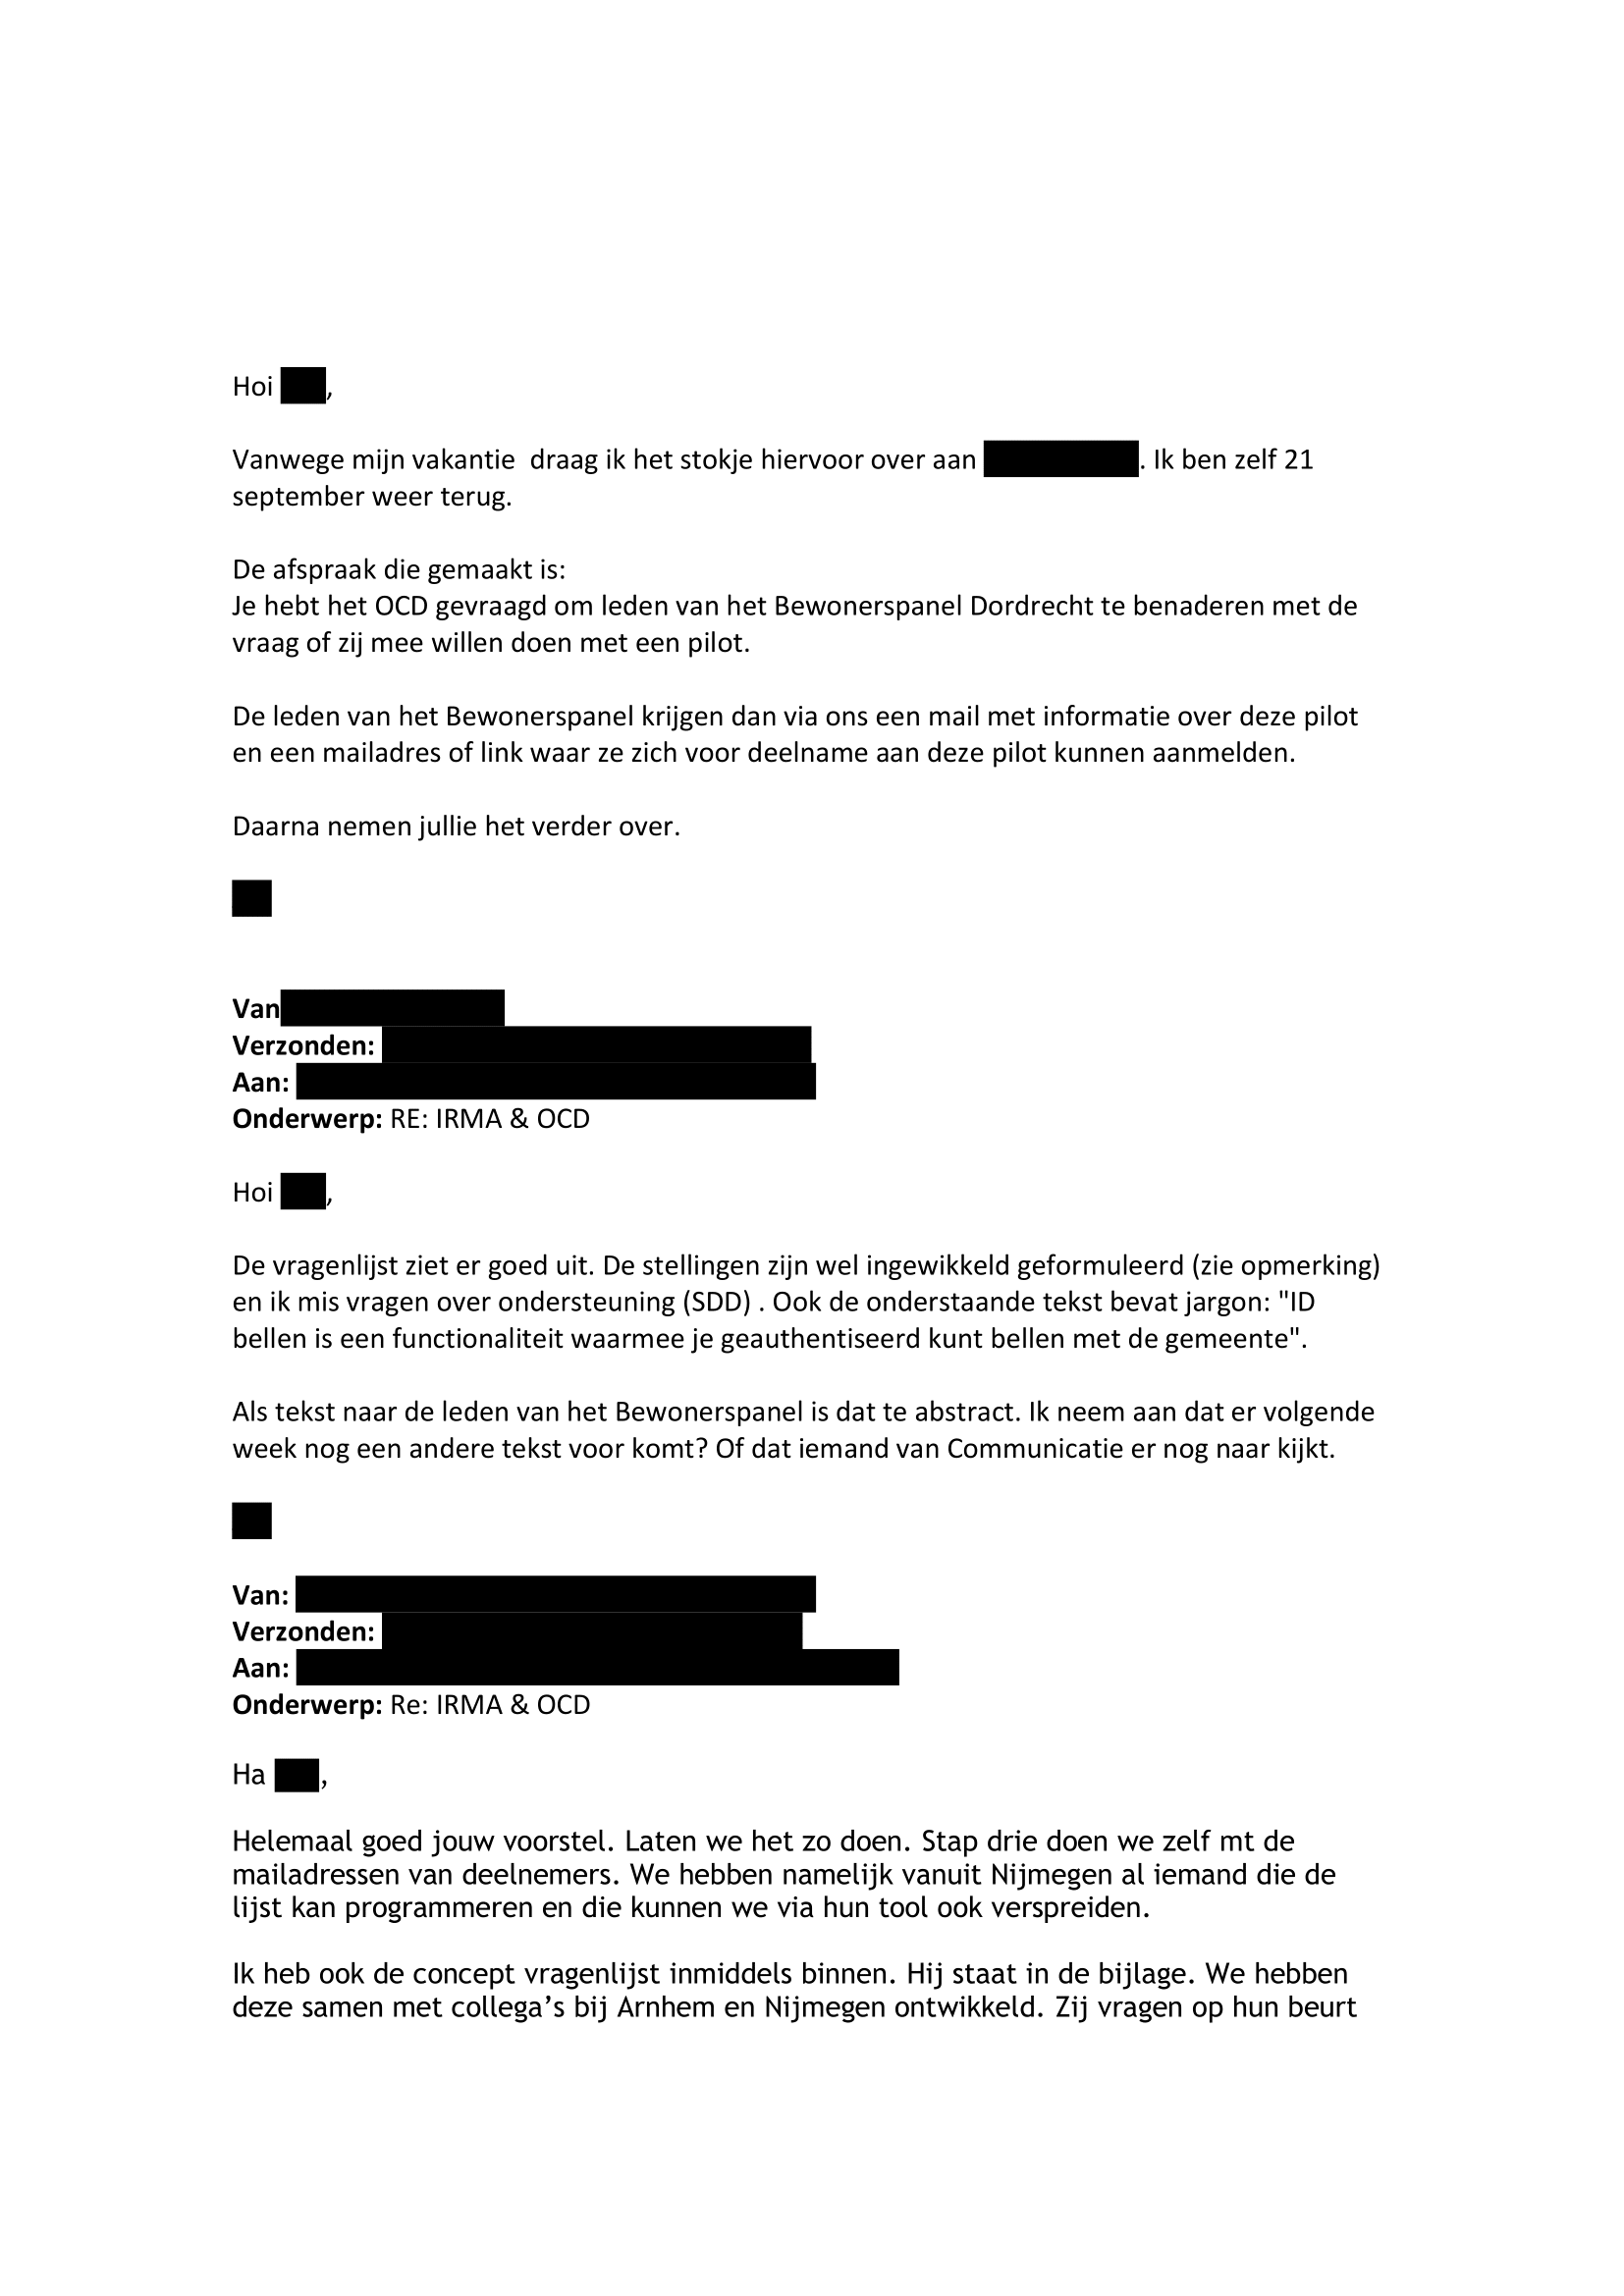 Hoi ,
Vanwege mijn vakantie  draag ik het stokje hiervoor over aan . Ik ben zelf 21
september weer terug.
De afspraak die gemaakt is:
Je hebt het OCD gevraagd om leden van het Bewonerspanel Dordrecht te benaderen met de
vraag of zij mee willen doen met een pilot.
De leden van het Bewonerspanel krijgen dan via ons een mail met informatie over deze pilot
en een mailadres of link waar ze zich voor deelname aan deze pilot kunnen aanmelden.
Daarna nemen jullie het verder over.
Van
Verzonden:
Aan:
Onderwerp: RE: IRMA & OCD
Hoi ,
De vragenlijst ziet er goed uit. De stellingen zijn wel ingewikkeld geformuleerd (zie opmerking)
en ik mis vragen over ondersteuning (SDD) . Ook de onderstaande tekst bevat jargon: "ID
bellen is een functionaliteit waarmee je geauthentiseerd kunt bellen met de gemeente".
Als tekst naar de leden van het Bewonerspanel is dat te abstract. Ik neem aan dat er volgende
week nog een andere tekst voor komt? Of dat iemand van Communicatie er nog naar kijkt.
Van:
Verzonden:
Aan:
Onderwerp: Re: IRMA & OCD
Ha ,
Helemaal goed jouw voorstel. Laten we het zo doen. Stap drie doen we zelf mt de
mailadressen van deelnemers. We hebben namelijk vanuit Nijmegen al iemand die de
lijst kan programmeren en die kunnen we via hun tool ook verspreiden.
Ik heb ook de concept vragenlijst inmiddels binnen. Hij staat in de bijlage. We hebben
deze samen met collega’s bij Arnhem en Nijmegen ontwikkeld. Zij vragen op hun beurt